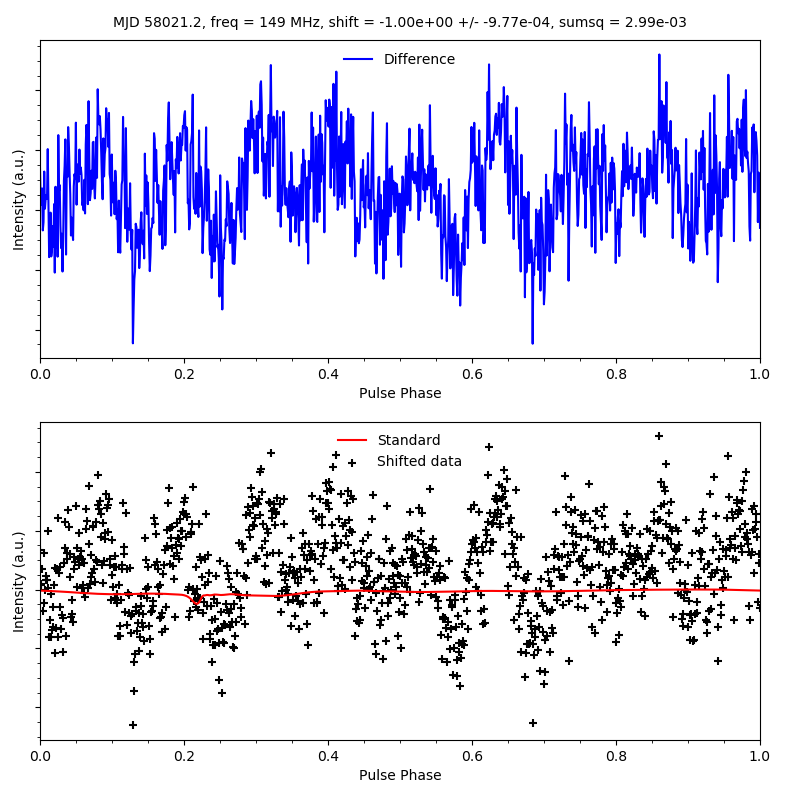 MJD 58021.2, freq = 149 MHz, shift = -1.00e+00 +/- -9.77e-04, sumsq = 2.99e-03
Difference
Intensity (a.u.)
0.0 0.2 0.4 0.6 0.8 1.0
Pulse Phase
Standard
Shifted data
Intensity (a.u.)
0.0 0.2 0.4 0.6 0.8 1.0
Pulse Phase